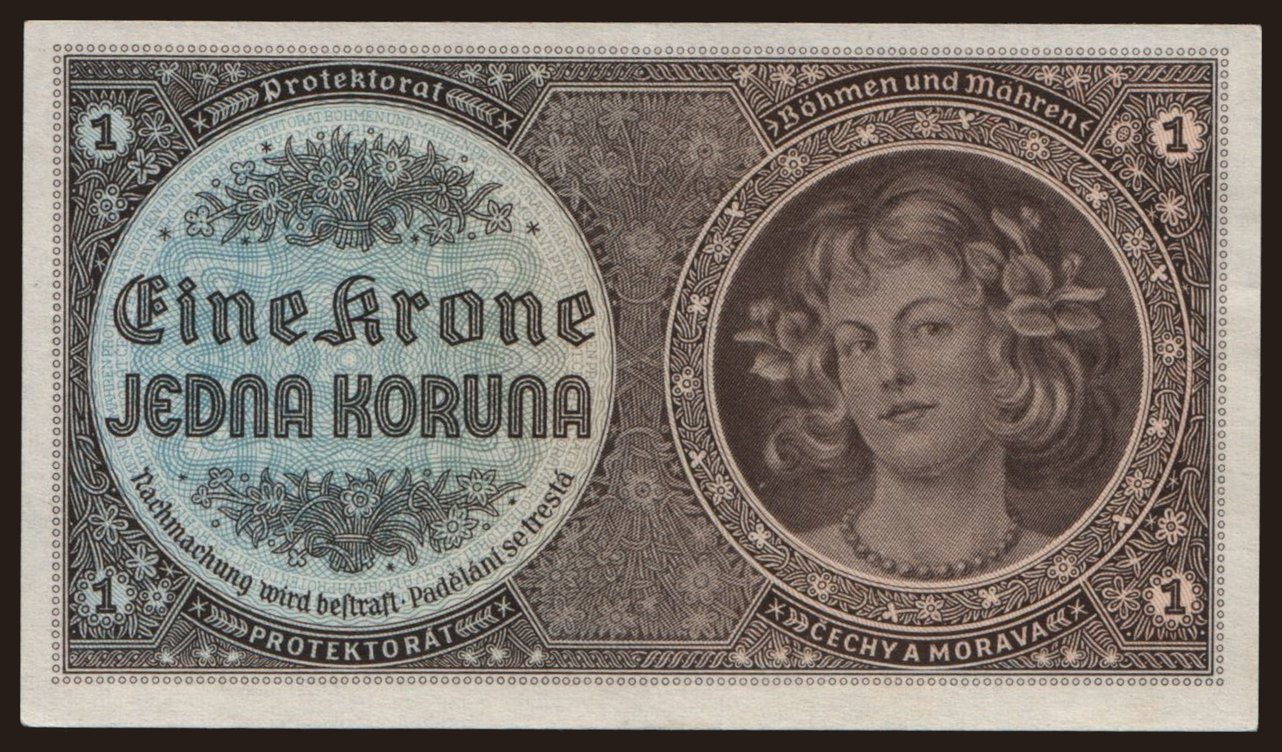 Protektorat
Böhmen und Mähren
1
1
Eine Krone
JEDNA KORUNA
Nachmachung wird bestraft · Padělání se trestá
1
1
PROTEKTORÁT
ČECHY A MORAVA